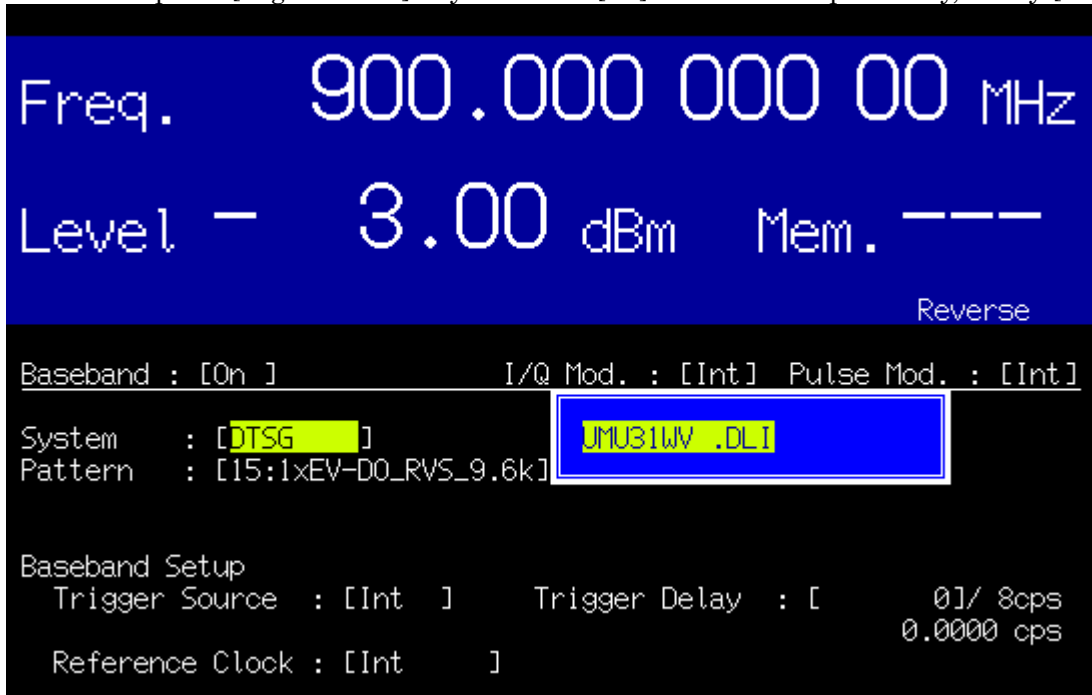 Freq. 900.000 000 00 MHz
Level - 3.00 dBm Mem. ---
Reverse
Baseband : [On ] I/Q Mod. : [Int] Pulse Mod. : [Int]
System : [DTSG ] UMU31WV .DLI
Pattern : [15:1xEV-DO_RVS_9.6k]
Baseband Setup
Trigger Source : [Int ] Trigger Delay : [ 0]/ 8cps
0.0000 cps
Reference Clock : [Int ]